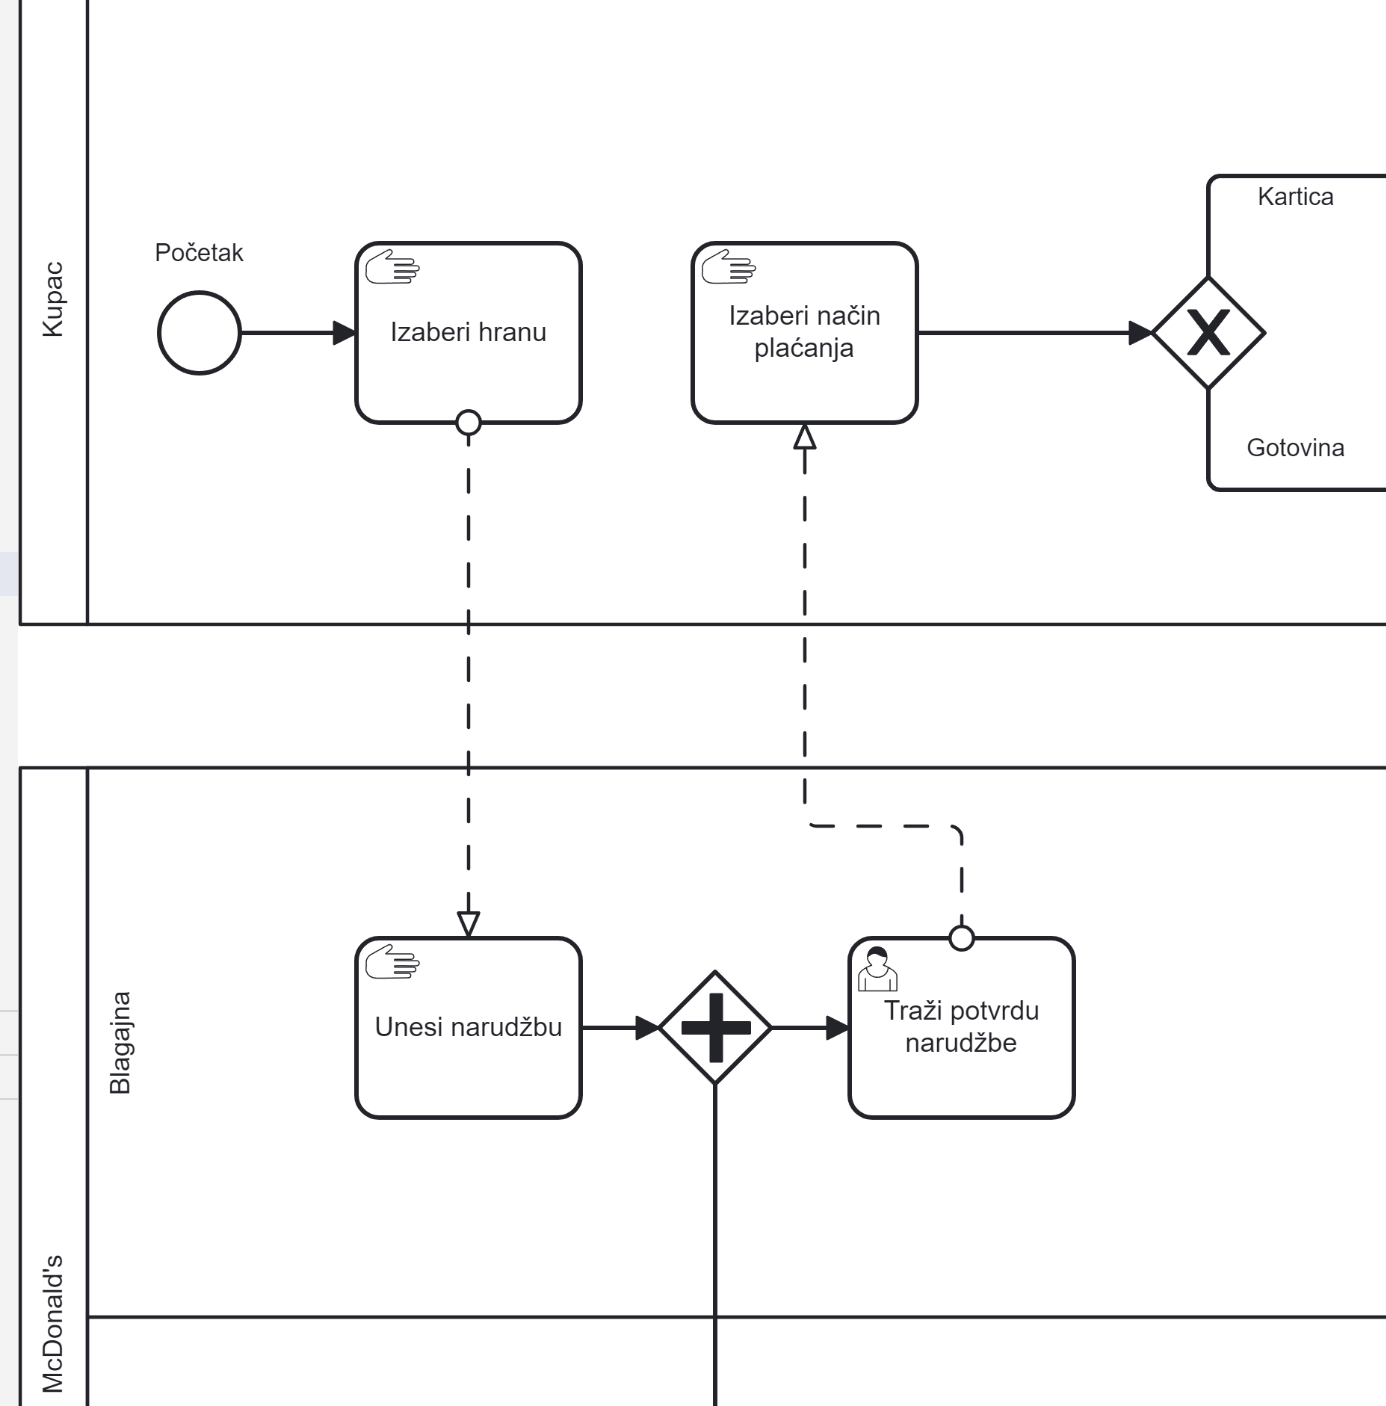 Kupac
Početak
Izaberi hranu
Izaberi način
plaćanja
Kartica
Gotovina
McDonald's
Blagajna
Unesi narudžbu
Traži potvrdu
narudžbe